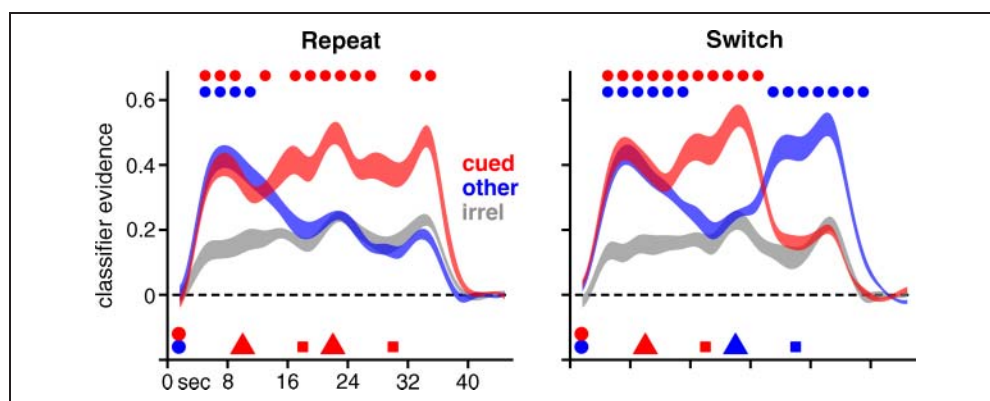 Repeat
Switch
0.6
0.4
0.2
0
classifier evidence
cued
other
irrel
0 sec 8 16 24 32 40